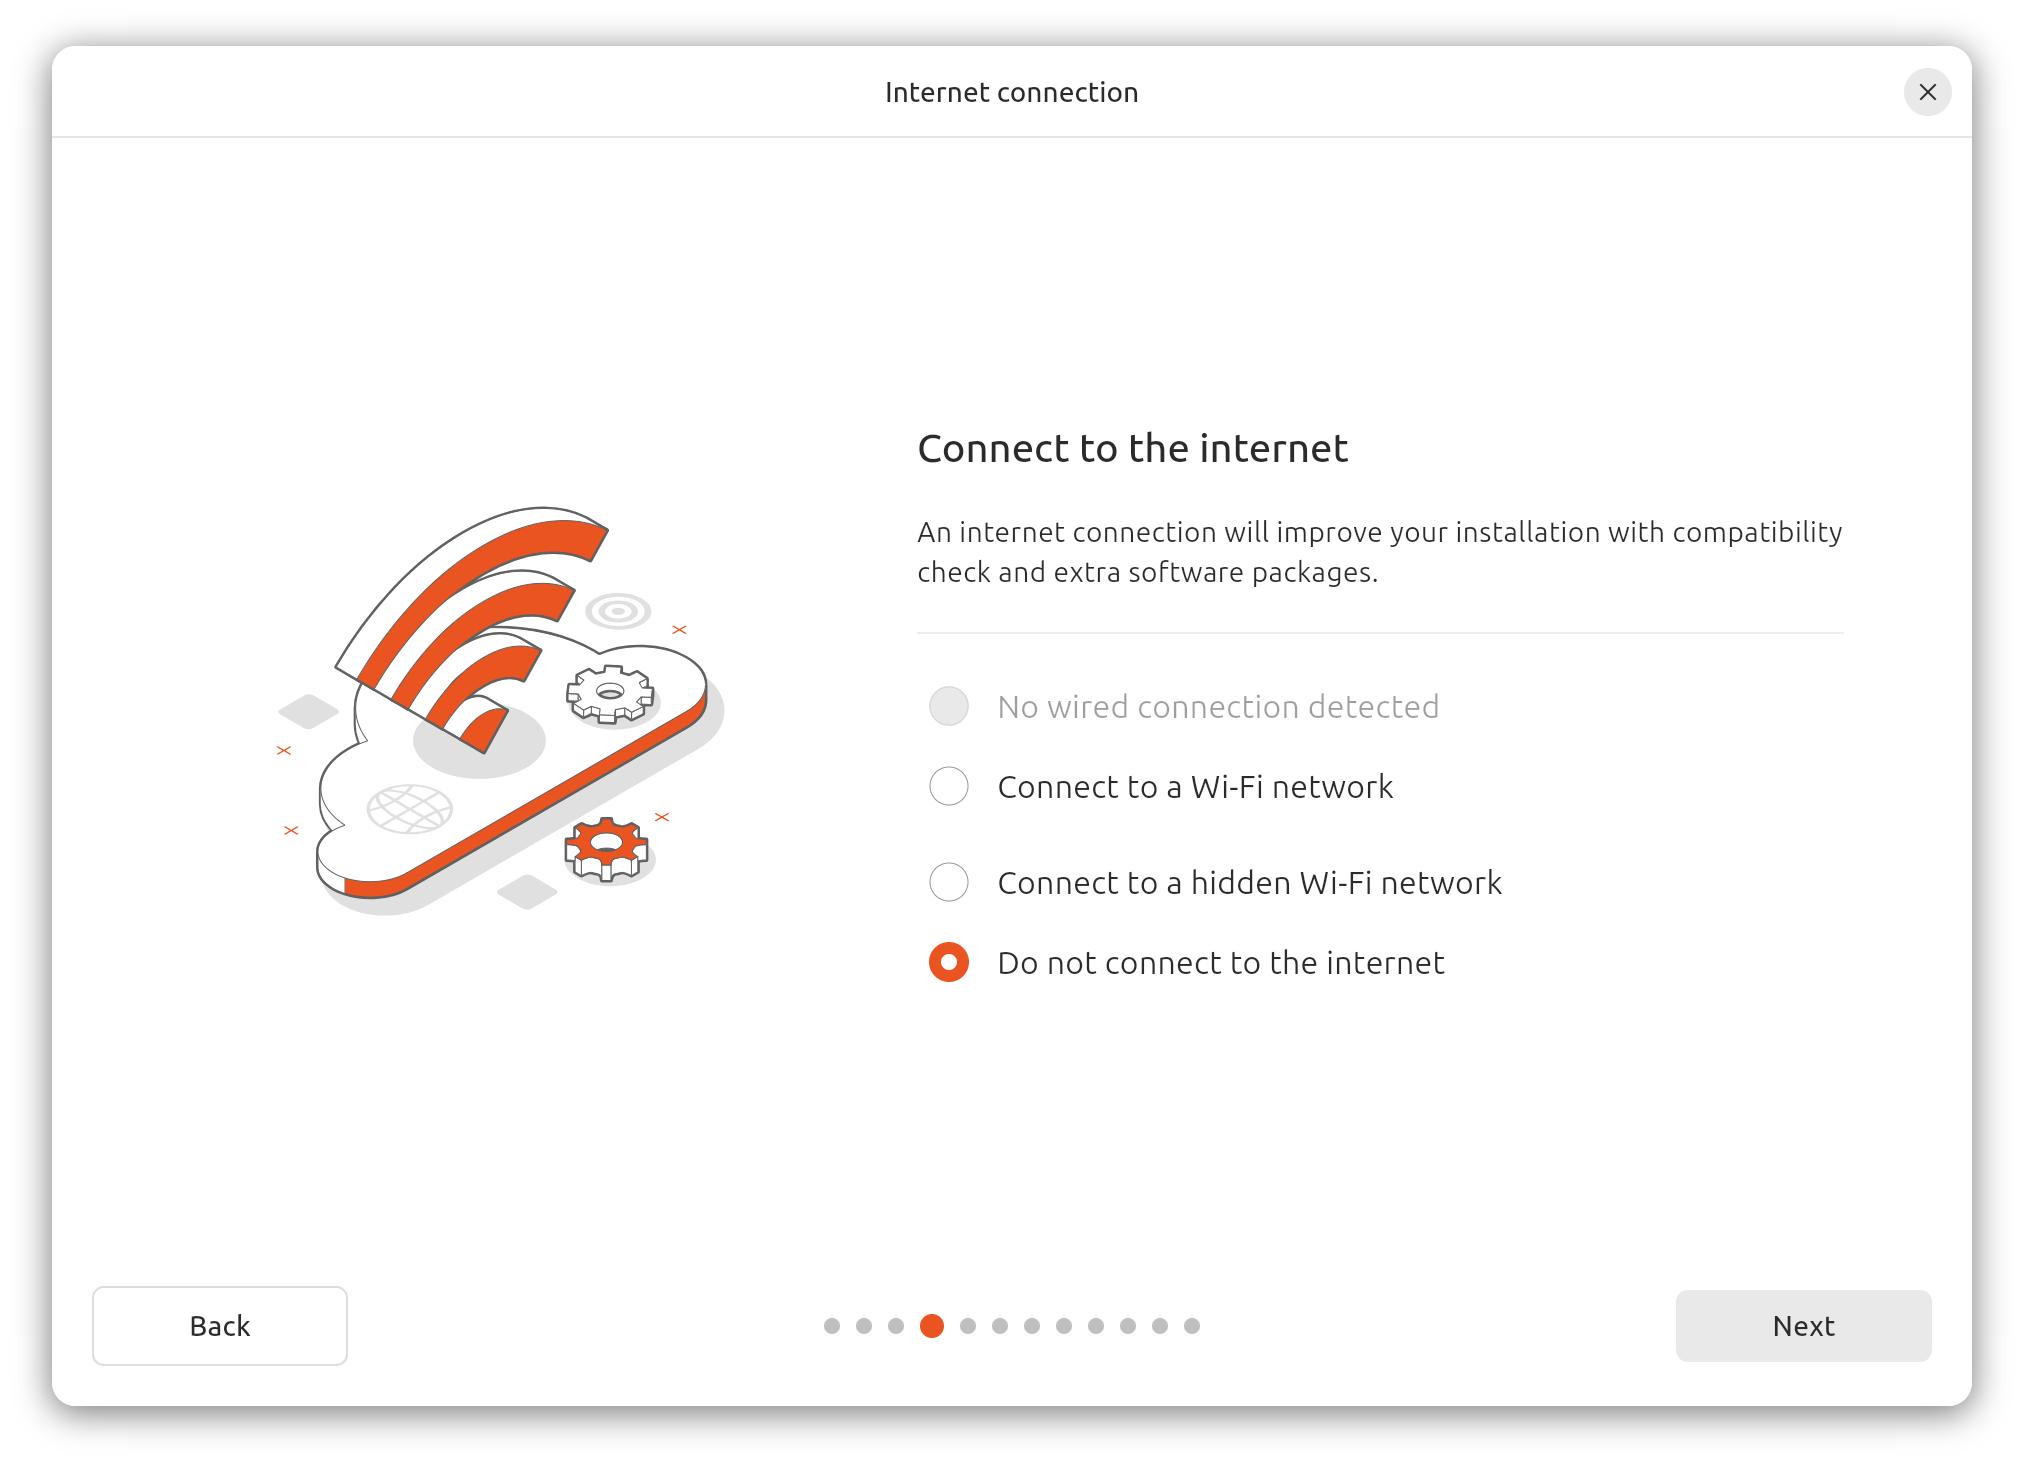 Internet connection
Connect to the internet
An internet connection will improve your installation with compatibility
check and extra software packages.
No wired connection detected
Connect to a Wi-Fi network
Connect to a hidden Wi-Fi network
Do not connect to the internet
Back
Next